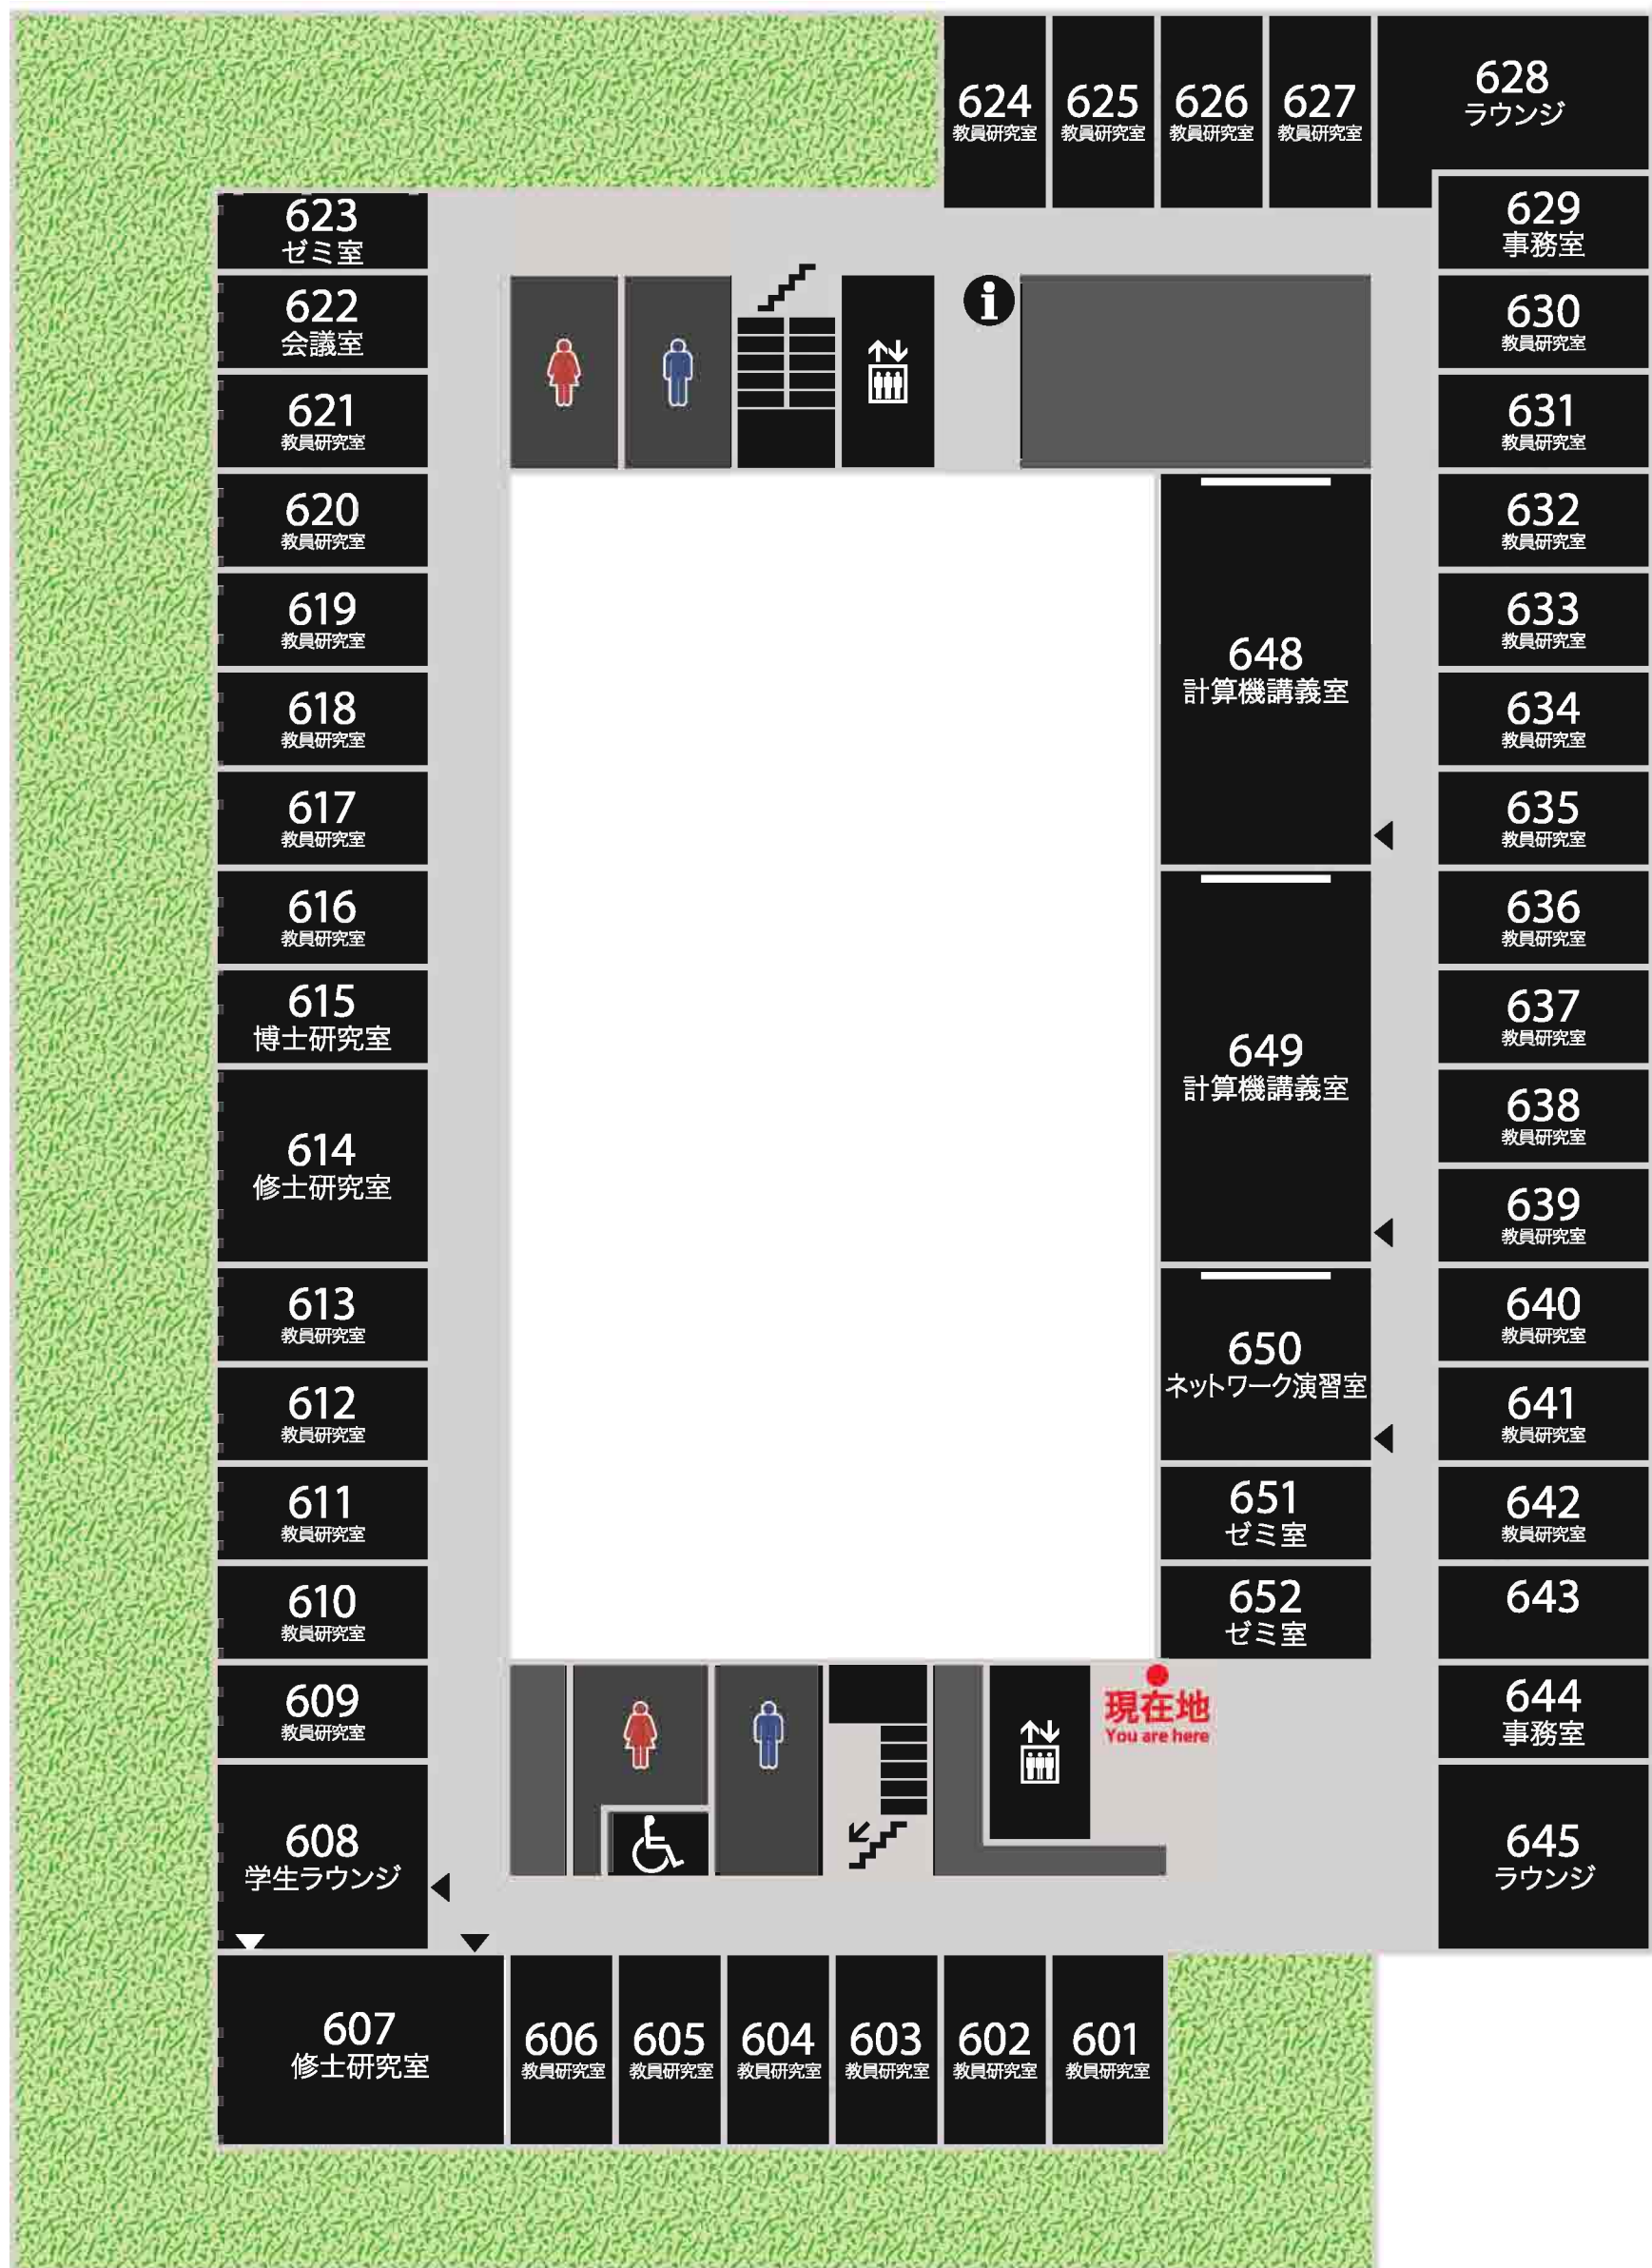 624
教員研究室
625
教員研究室
626
教員研究室
627
教員研究室
628
ラウンジ
623
ゼミ室
629
事務室
622
会議室
630
教員研究室
621
教員研究室
631
教員研究室
620
教員研究室
632
教員研究室
619
教員研究室
633
教員研究室
648
計算機講義室
618
教員研究室
634
教員研究室
617
教員研究室
635
教員研究室
616
教員研究室
636
教員研究室
615
博士研究室
637
教員研究室
649
計算機講義室
614
修士研究室
638
教員研究室
639
教員研究室
613
教員研究室
640
教員研究室
650
ネットワーク演習室
612
教員研究室
641
教員研究室
611
教員研究室
651
ゼミ室
642
教員研究室
610
教員研究室
652
ゼミ室
643
609
教員研究室
現在地
You are here
644
事務室
608
学生ラウンジ
645
ラウンジ
607
修士研究室
606
教員研究室
605
教員研究室
604
教員研究室
603
教員研究室
602
教員研究室
601
教員研究室